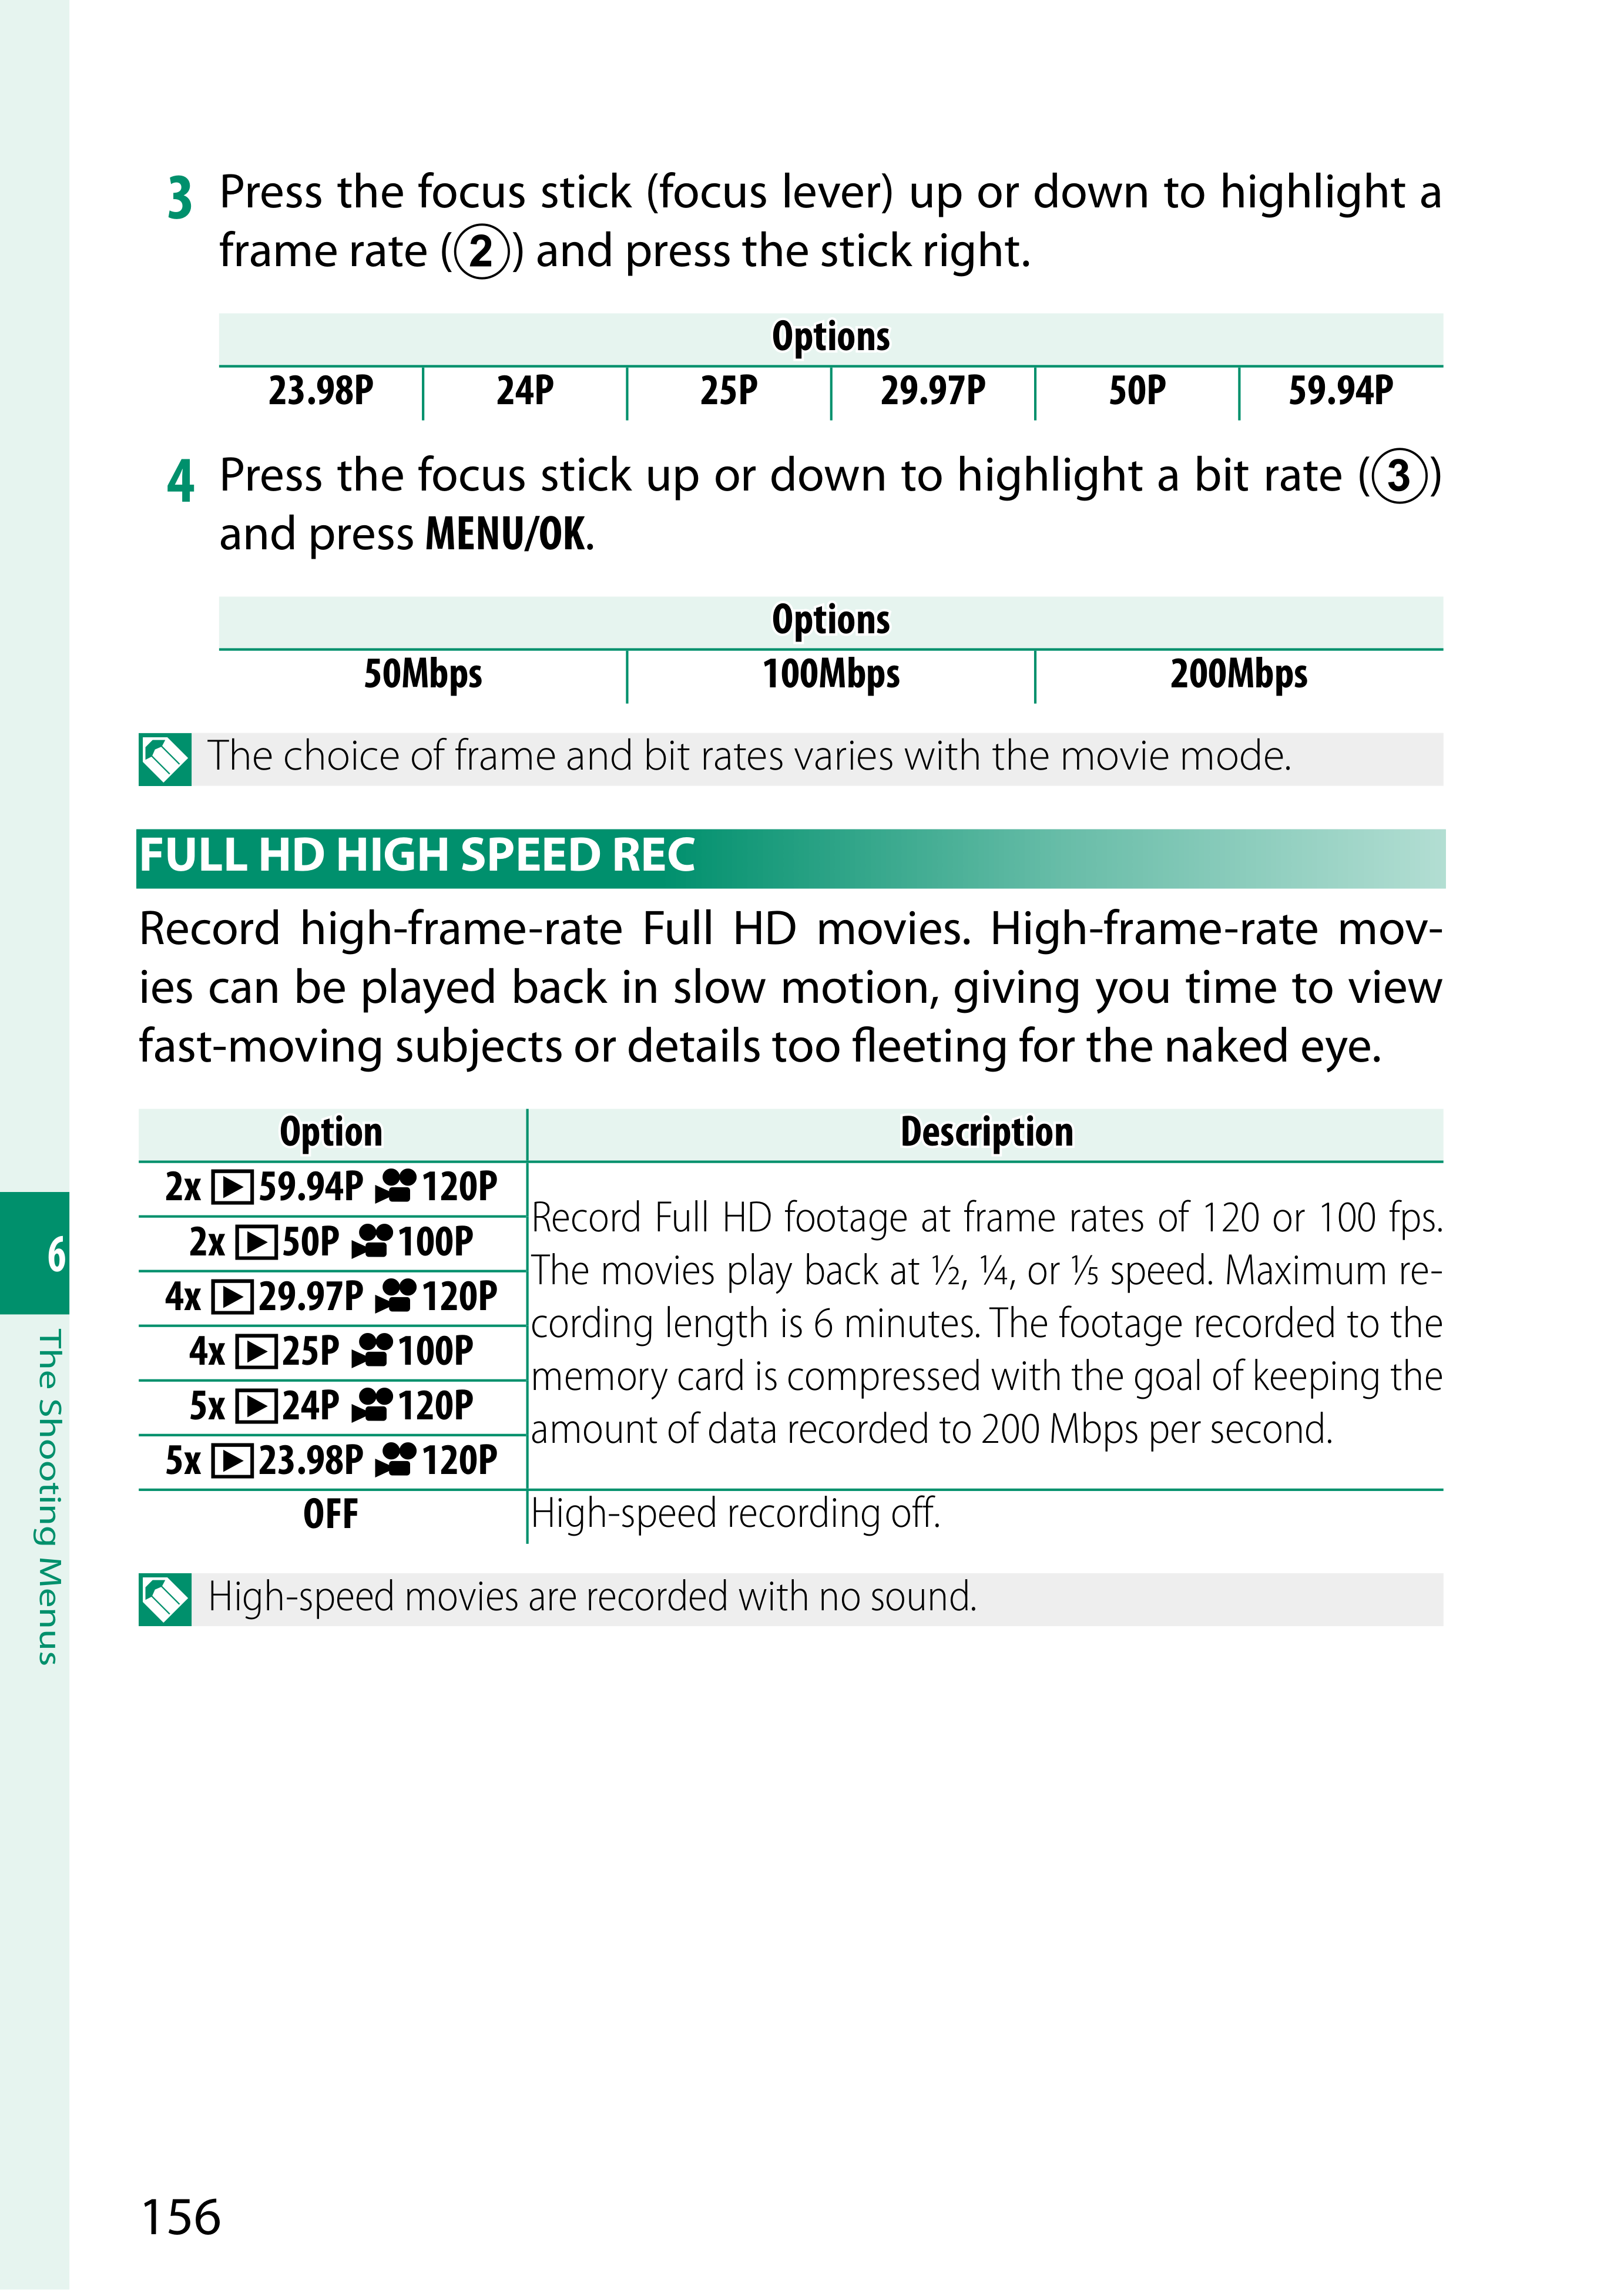 3 Press the focus stick (focus lever) up or down to highlight a
frame rate (②) and press the stick right.
Options
23.98P 24P 25P 29.97P 50P 59.94P
4 Press the focus stick up or down to highlight a bit rate (③)
and press MENU/OK.
Options
50Mbps 100Mbps 200Mbps
The choice of frame and bit rates varies with the movie mode.
FULL HD HIGH SPEED REC
Record high-frame-rate Full HD movies. High-frame-rate mov-
ies can be played back in slow motion, giving you time to view
fast-moving subjects or details too fleeting for the naked eye.
Option Description
2x 59.94P 120P
2x 50P 100P
4x 29.97P 120P
4x 25P 100P
5x 24P 120P
5x 23.98P 120P
Record Full HD footage at frame rates of 120 or 100 fps.
The movies play back at ½, ¼, or ⅕ speed. Maximum re-
cording length is 6 minutes. The footage recorded to the
memory card is compressed with the goal of keeping the
amount of data recorded to 200 Mbps per second.
OFF High-speed recording off.
High-speed movies are recorded with no sound.
6
The Shooting Menus
156